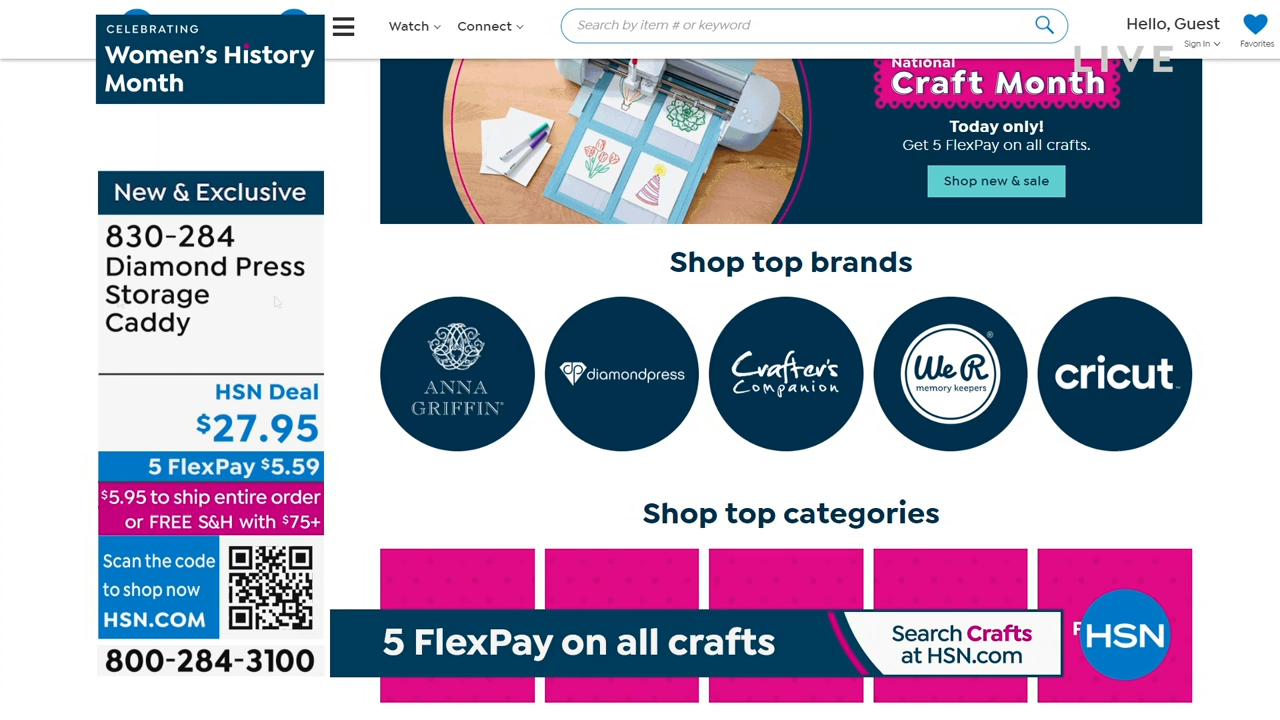 CELEBRATING
Women's History
Month
Watch
Connect
Search by item # or keyword
Hello, Guest
Sign In
Favorites
LIVE
National
Craft Month
Today only!
Get 5 FlexPay on all crafts.
Shop new & sale
New & Exclusive
830-284
Diamond Press
Storage
Caddy
HSN Deal
$27.95
5 FlexPay $5.59
$5.95 to ship entire order
or FREE S&H with $75+
Scan the code
to shop now
HSN.COM
800-284-3100
Shop top brands
ANNA
GRIFFIN®
dp diamondpress
Crafter's
Companion
We R®
memory keepers
cricut™
Shop top categories
5 FlexPay on all crafts
Search Crafts
at HSN.com
HSN